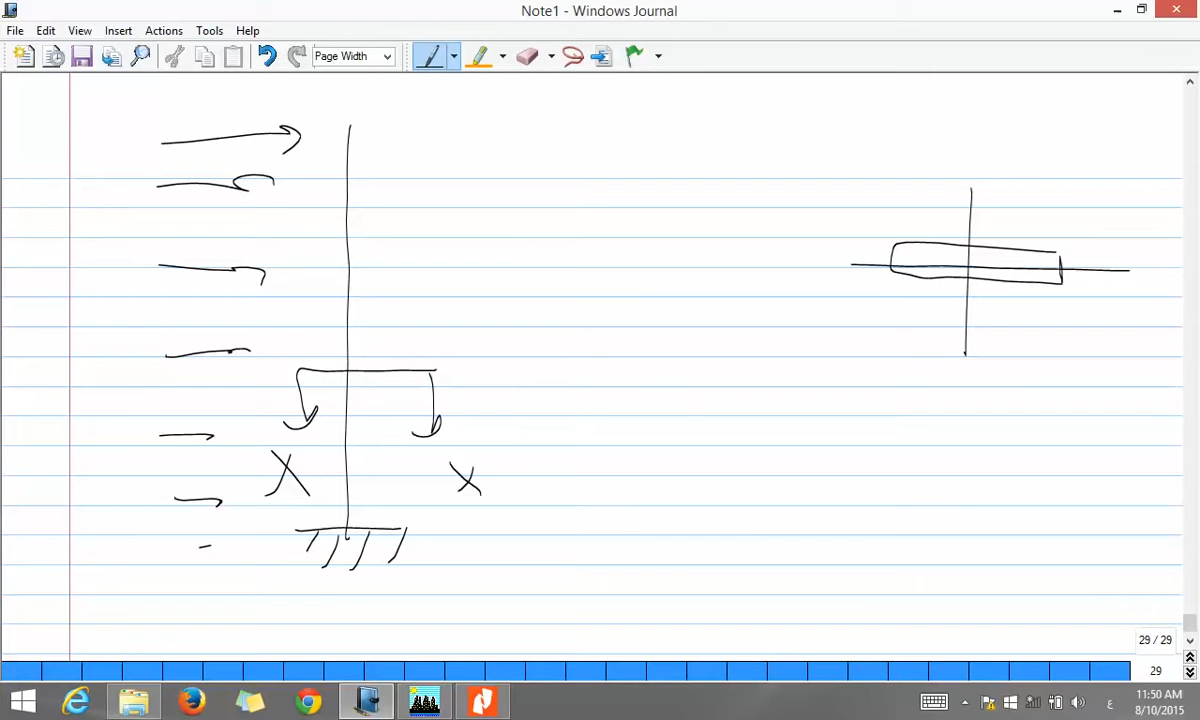 Note1 - Windows Journal
File Edit View Insert Actions Tools Help
Page Width
X X
29 / 29
29
11:50 AM
ع
8/10/2015